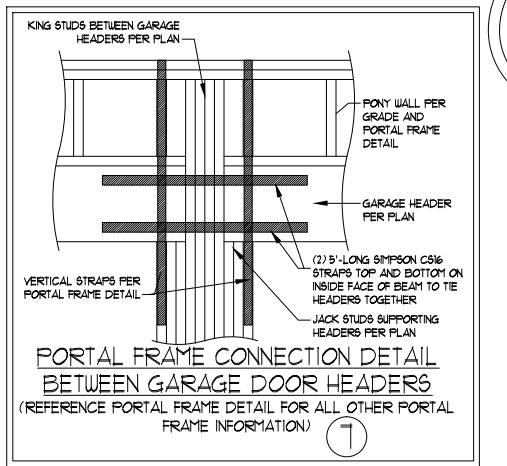 KING STUDS BETWEEN GARAGE
HEADERS PER PLAN
PONY WALL PER
GRADE AND
PORTAL FRAME
DETAIL
GARAGE HEADER
PER PLAN
(2) 5'-LONG SIMPSON CS16
STRAPS TOP AND BOTTOM ON
INSIDE FACE OF BEAM TO TIE
HEADERS TOGETHER
VERTICAL STRAPS PER
PORTAL FRAME DETAIL
JACK STUDS SUPPORTING
HEADERS PER PLAN
PORTAL FRAME CONNECTION DETAIL
BETWEEN GARAGE DOOR HEADERS
(REFERENCE PORTAL FRAME DETAIL FOR ALL OTHER PORTAL
FRAME INFORMATION)
7